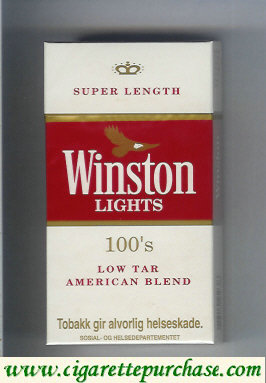 SUPER LENGTH
Winston
LIGHTS
100's
LOW TAR
AMERICAN BLEND
Tobakk gir alvorlig helseskade.
SOSIAL- OG HELSEDEPARTEMENTET
www.cigarettepurchase.com